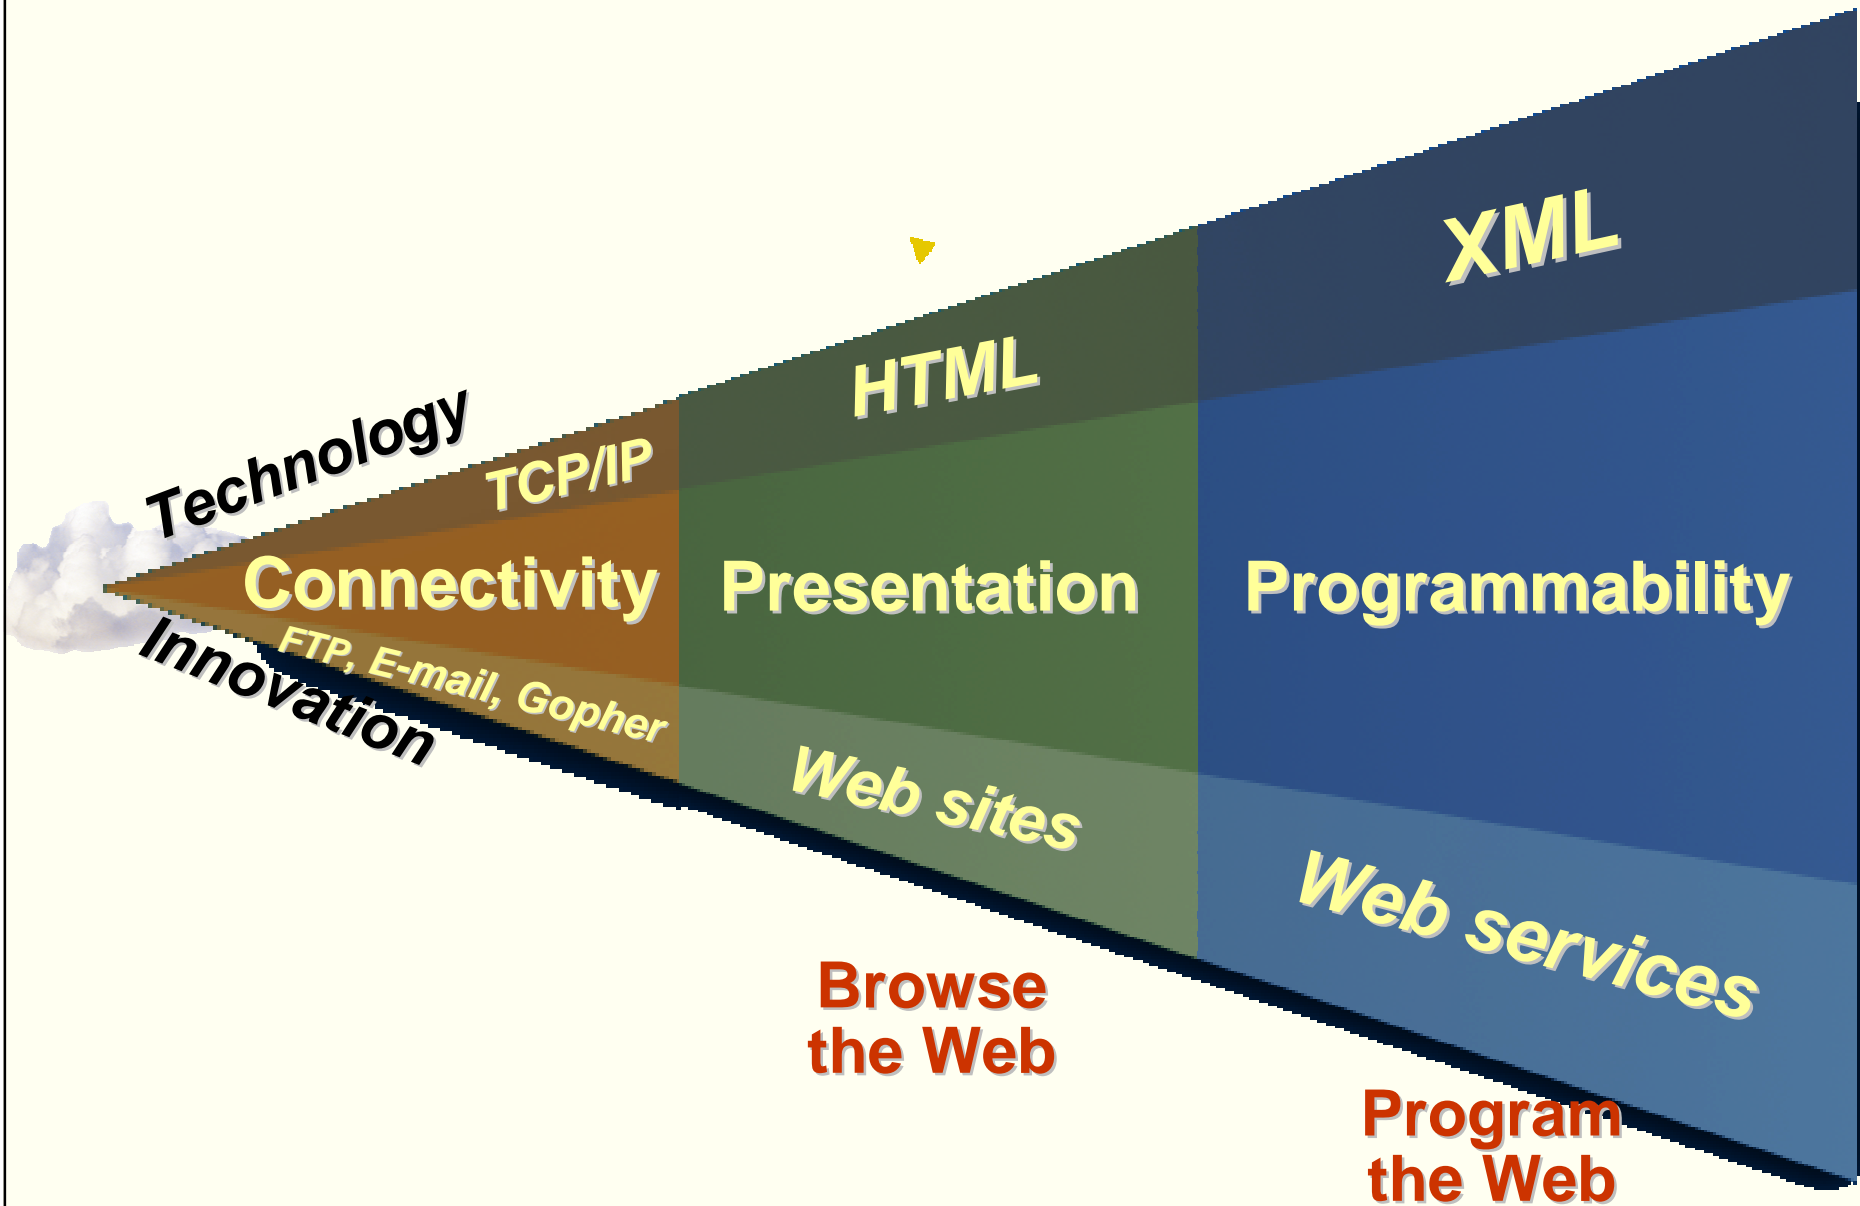 Technology
TCP/IP
HTML
XML
Connectivity
Presentation
Programmability
Innovation
FTP, E-mail, Gopher
Web sites
Web services
Browse
the Web
Program
the Web